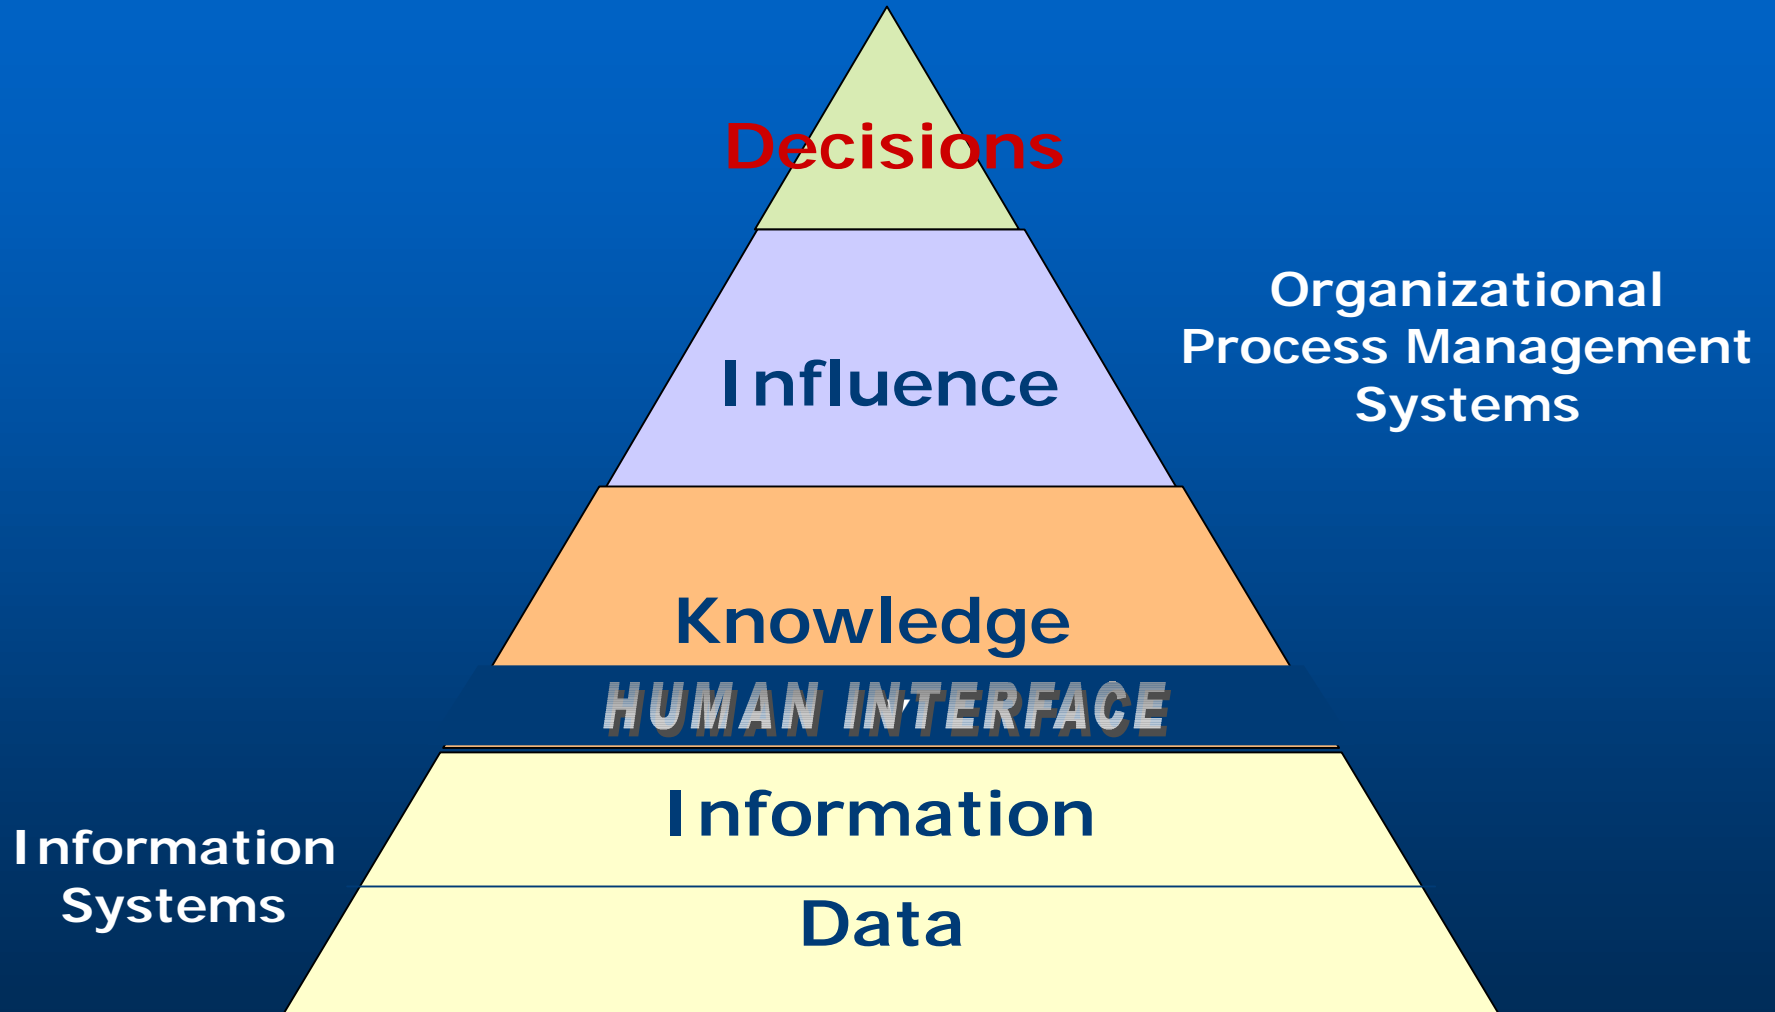 Decisions
Organizational
Process Management
Systems
Influence
Knowledge
HUMAN INTERFACE
Information
Information
Systems
Data